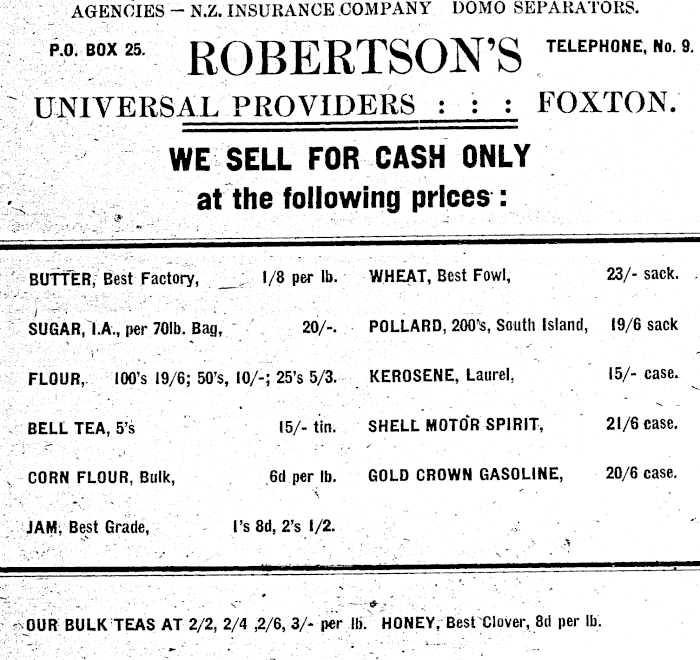 AGENCIES — N.Z. INSURANCE COMPANY DOMO SEPARATORS.
P.O. BOX 25. ROBERTSON'S TELEPHONE, No. 9.
UNIVERSAL PROVIDERS : : : FOXTON.
WE SELL FOR CASH ONLY
at the following prices :
BUTTER, Best Factory, 1/8 per lb.
SUGAR, I.A., per 70lb. Bag, 20/-.
FLOUR, 100's 19/6; 50's, 10/-; 25's 5/3.
BELL TEA, 5's 15/- tin.
CORN FLOUR, Bulk, 6d per lb.
JAM, Best Grade, 1's 8d, 2's 1/2.
WHEAT, Best Fowl, 23/- sack.
POLLARD, 200's, South Island, 19/6 sack
KEROSENE, Laurel, 15/- case.
SHELL MOTOR SPIRIT, 21/6 case.
GOLD CROWN GASOLINE, 20/6 case.
OUR BULK TEAS AT 2/2, 2/4 ,2/6, 3/- per lb. HONEY, Best Clover, 8d per lb.